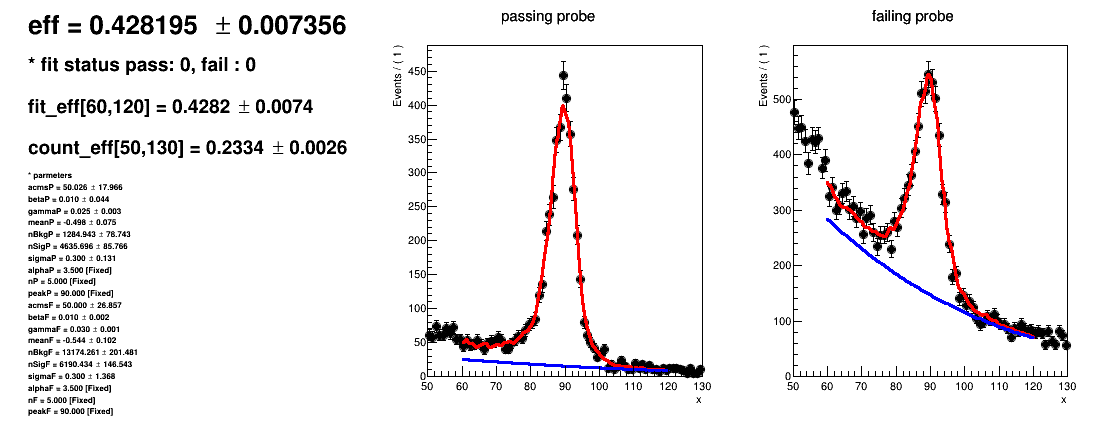 eff = 0.428195 ± 0.007356
* fit status pass: 0, fail : 0
fit_eff[60,120] = 0.4282 ± 0.0074
count_eff[50,130] = 0.2334 ± 0.0026
* parmeters
acmsP = 50.026 ± 17.966
betaP = 0.010 ± 0.044
gammaP = 0.025 ± 0.003
meanP = -0.498 ± 0.075
nBkgP = 1284.943 ± 78.743
nSigP = 4635.696 ± 85.766
sigmaP = 0.300 ± 0.131
alphaP = 3.500 [Fixed]
nP = 5.000 [Fixed]
peakP = 90.000 [Fixed]
acmsF = 50.000 ± 26.857
betaF = 0.010 ± 0.002
gammaF = 0.030 ± 0.001
meanF = -0.544 ± 0.102
nBkgF = 13174.261 ± 201.481
nSigF = 6190.434 ± 146.543
sigmaF = 0.300 ± 1.368
alphaF = 3.500 [Fixed]
nF = 5.000 [Fixed]
peakF = 90.000 [Fixed]
passing probe
Events / ( 1 )
450
400
350
300
250
200
150
100
50
0
50 60 70 80 90 100 110 120 130
x
failing probe
Events / ( 1 )
500
400
300
200
100
0
50 60 70 80 90 100 110 120 130
x